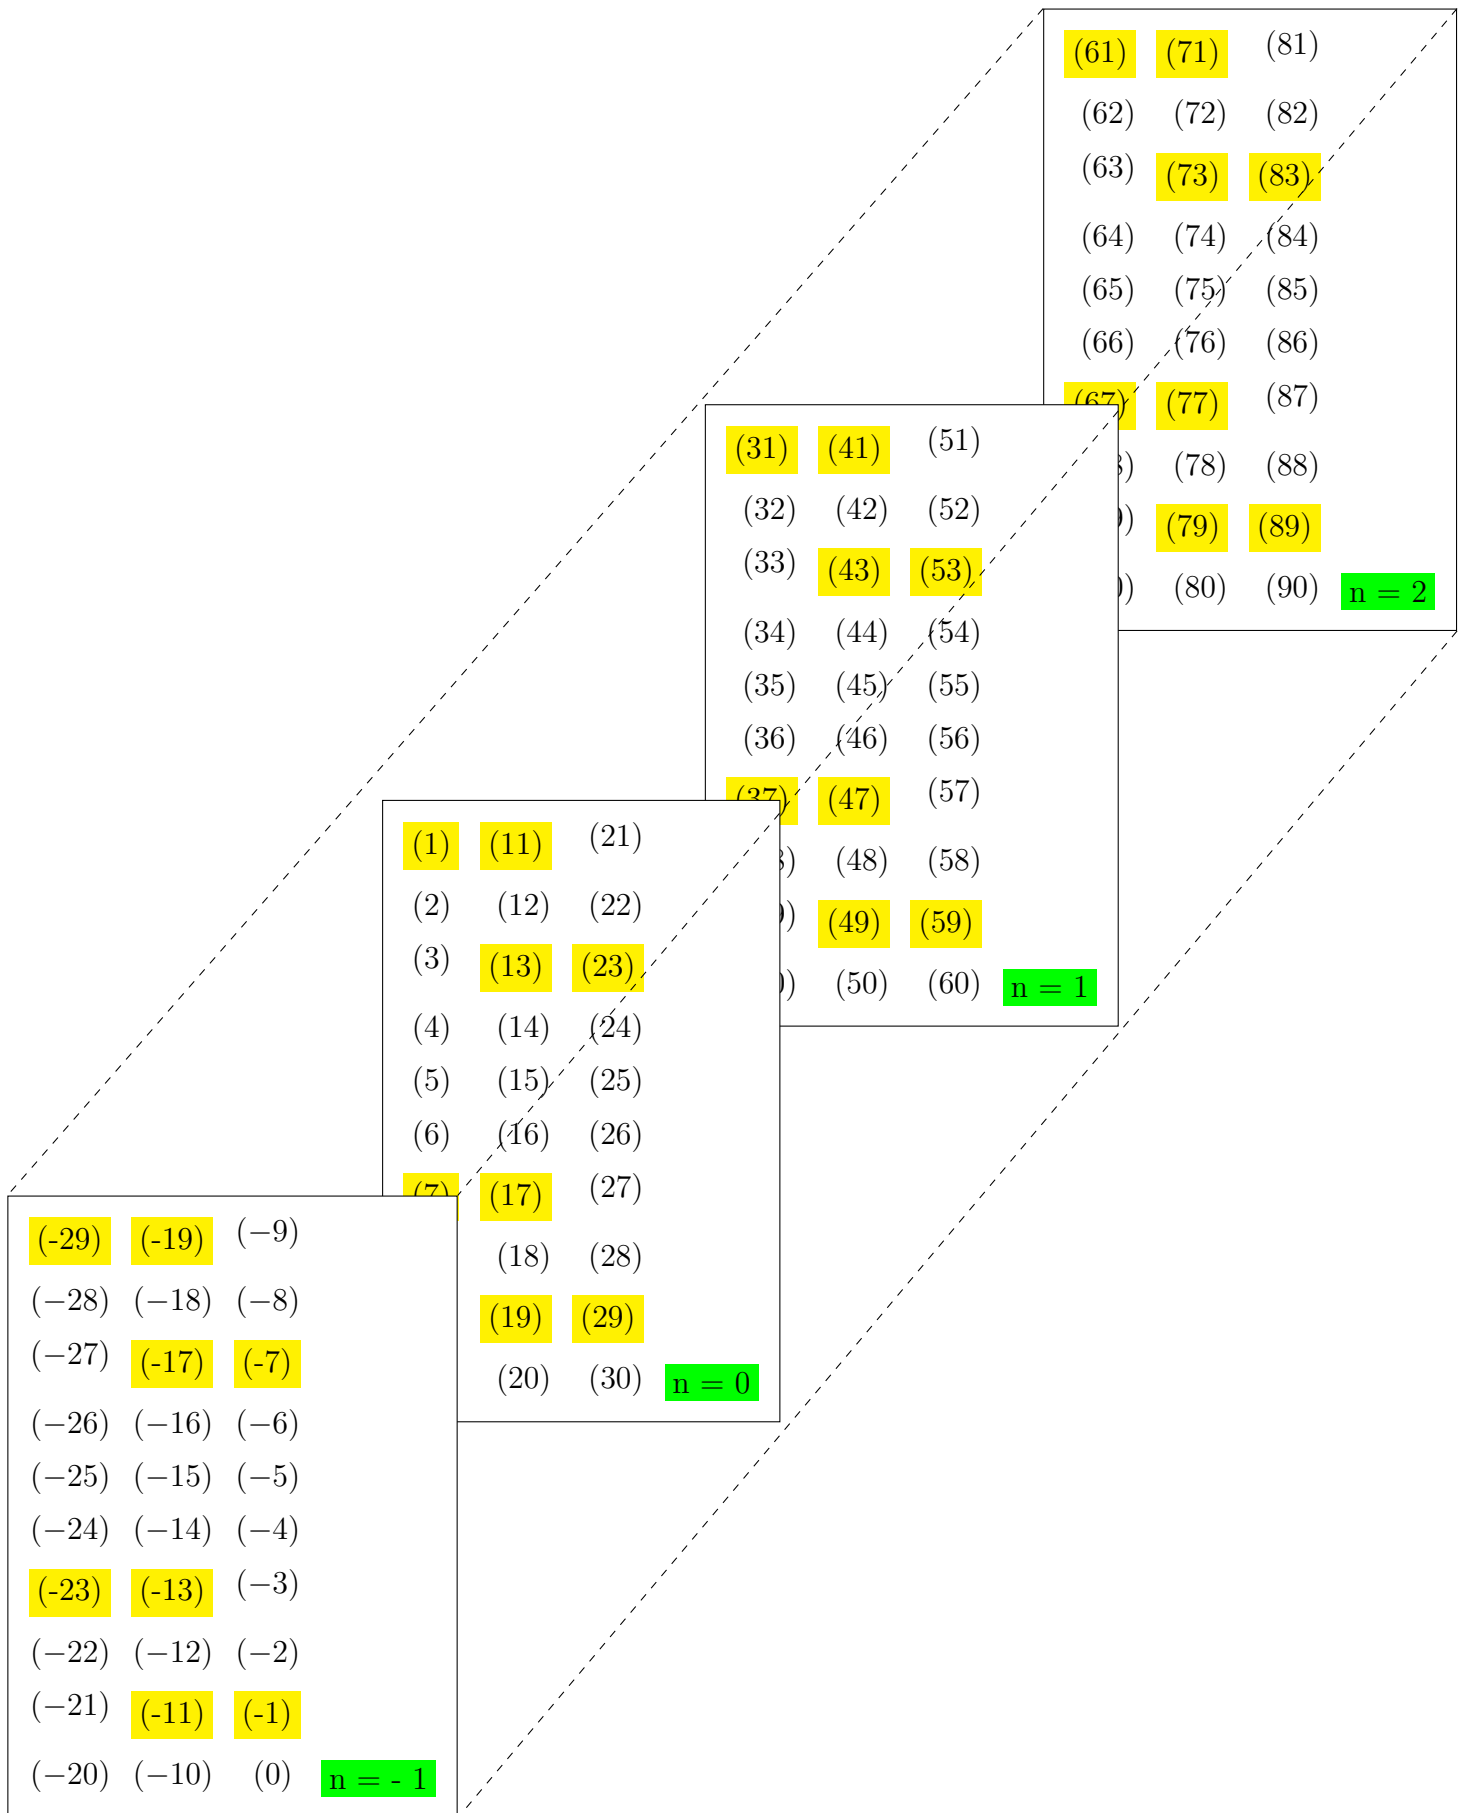 (61) (71) (81)
(62) (72) (82)
(63) (73) (83)
(64) (74) (84)
(65) (75) (85)
(66) (76) (86)
(67) (77) (87)
(78) (88)
(79) (89)
(80) (90) n = 2
(31) (41) (51)
(32) (42) (52)
(33) (43) (53)
(34) (44) (54)
(35) (45) (55)
(36) (46) (56)
(37) (47) (57)
(48) (58)
(49) (59)
(50) (60) n = 1
(1) (11) (21)
(2) (12) (22)
(3) (13) (23)
(4) (14) (24)
(5) (15) (25)
(6) (16) (26)
(7) (17) (27)
(18) (28)
(19) (29)
(20) (30) n = 0
(-29) (-19) (−9)
(−28) (−18) (−8)
(−27) (-17) (-7)
(−26) (−16) (−6)
(−25) (−15) (−5)
(−24) (−14) (−4)
(-23) (-13) (−3)
(−22) (−12) (−2)
(−21) (-11) (-1)
(−20) (−10) (0) n = - 1